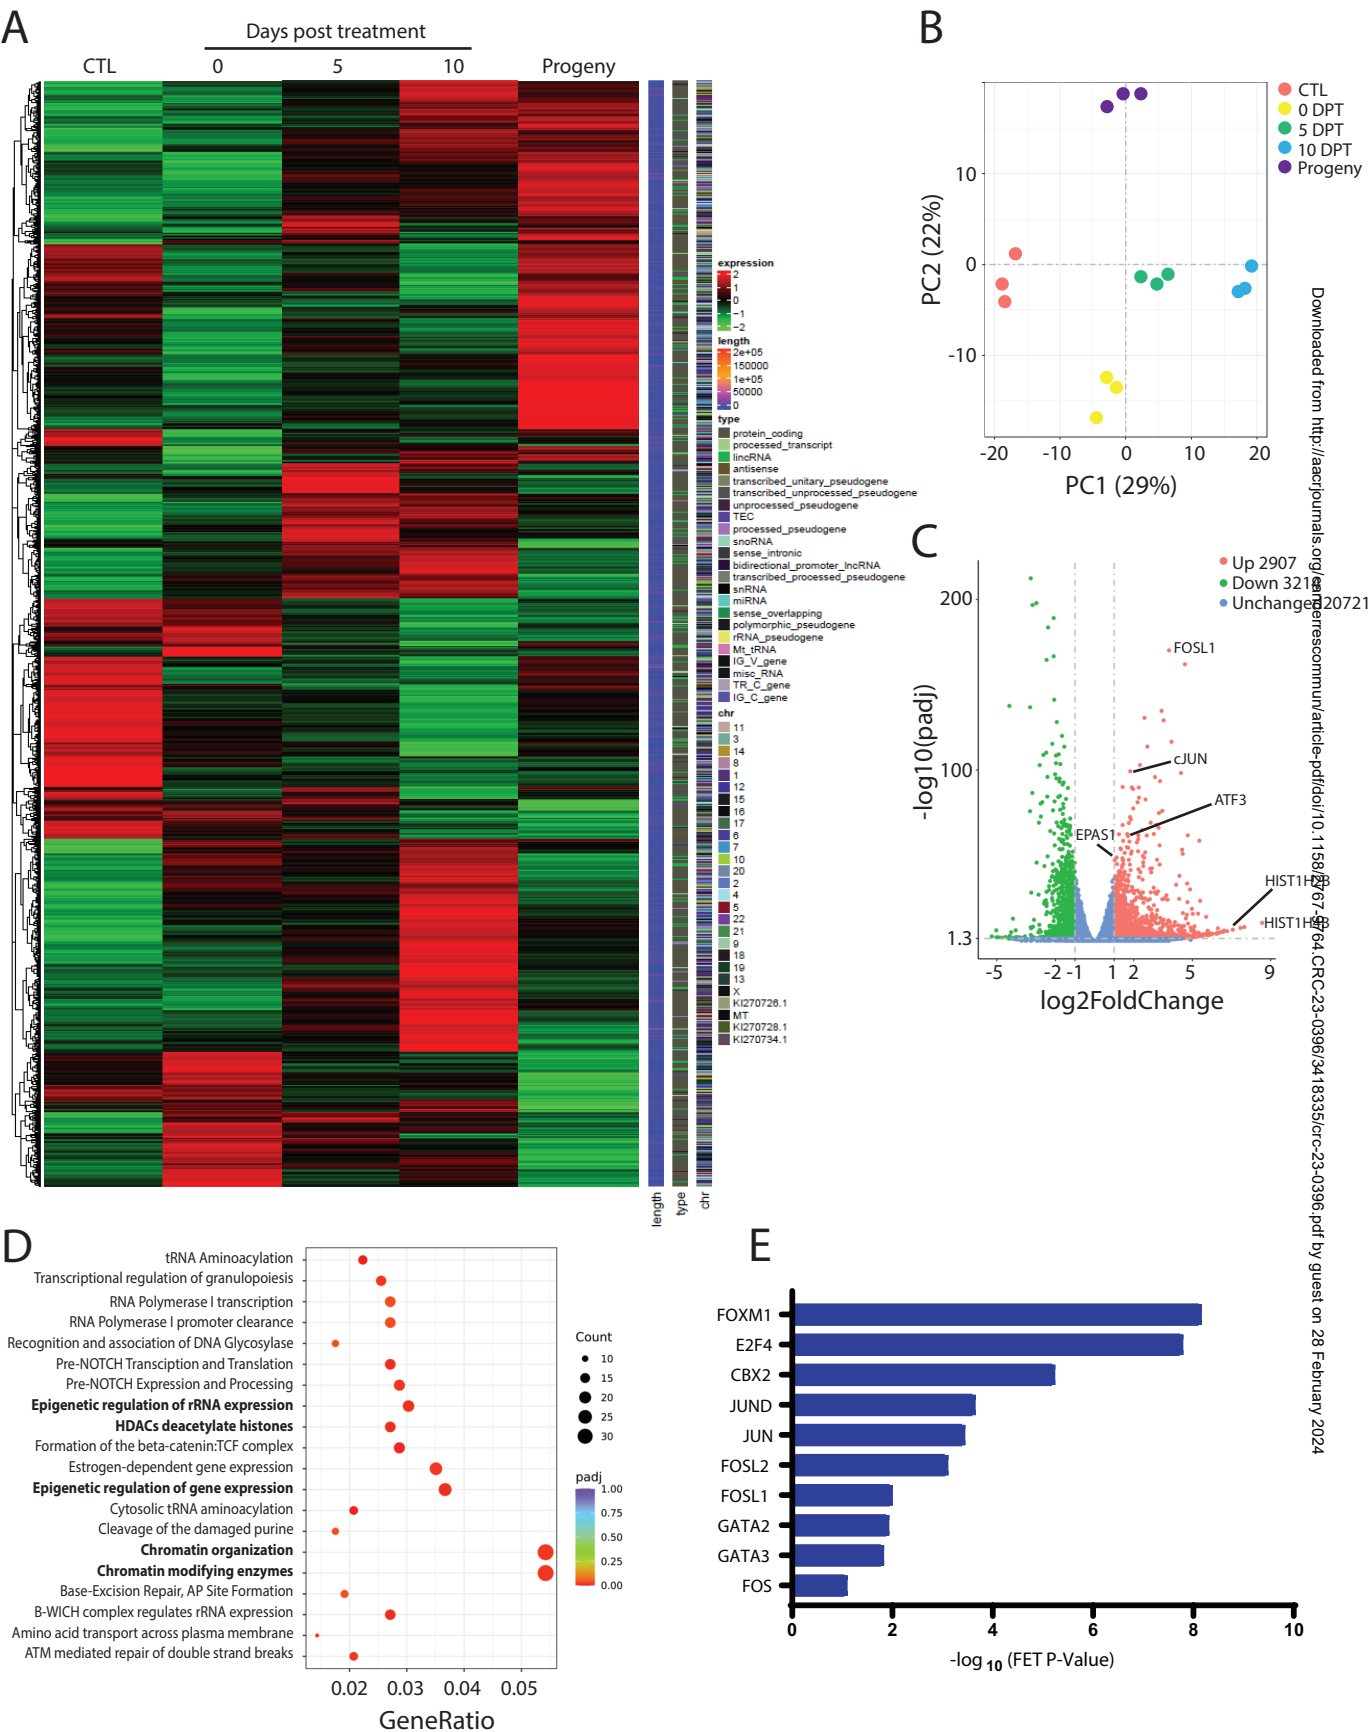 A
Days post treatment
CTL
0
5
10
Progeny
expression
2
1
0
−1
−2
length
2e+05
150000
1e+05
50000
0
type
protein_coding
processed_transcript
lincRNA
antisense
transcribed_unitary_pseudogene
transcribed_unprocessed_pseudogene
unprocessed_pseudogene
TEC
processed_pseudogene
snoRNA
sense_intronic
bidirectional_promoter_lncRNA
transcribed_processed_pseudogene
snRNA
miRNA
sense_overlapping
polymorphic_pseudogene
rRNA_pseudogene
Mt_tRNA
IG_V_gene
misc_RNA
TR_C_gene
IG_C_gene
chr
11
3
14
8
1
12
15
16
17
6
7
10
20
2
4
5
22
21
9
18
19
13
X
KI270726.1
MT
KI270728.1
KI270734.1
length
type
chr
B
CTL
0 DPT
5 DPT
10 DPT
Progeny
PC2 (22%)
10
0
-10
-20
-10
0
10
20
PC1 (29%)
C
Up 2907
Unchanged 20721
-log10(padj)
200
100
1.3
FOSL1
cJUN
ATF3
EPAS1
-5
-2
-1
1
2
5
9
log2FoldChange
D
tRNA Aminoacylation
Transcriptional regulation of granulopoiesis
RNA Polymerase I transcription
RNA Polymerase I promoter clearance
Recognition and association of DNA Glycosylase
Pre-NOTCH Transciption and Translation
Pre-NOTCH Expression and Processing
Epigenetic regulation of rRNA expression
HDACs deacetylate histones
Formation of the beta-catenin:TCF complex
Estrogen-dependent gene expression
Epigenetic regulation of gene expression
Cytosolic tRNA aminoacylation
Cleavage of the damaged purine
Chromatin organization
Chromatin modifying enzymes
Base-Excision Repair, AP Site Formation
B-WICH complex regulates rRNA expression
Amino acid transport across plasma membrane
ATM mediated repair of double strand breaks
0.02
0.03
0.04
0.05
GeneRatio
Count
10
15
20
25
30
padj
1.00
0.75
0.50
0.25
0.00
E
FOXM1
E2F4
CBX2
JUND
JUN
FOSL2
FOSL1
GATA2
GATA3
FOS
0
2
4
6
8
10
-log 10 (FET P-Value)
Downloaded from http://aacrjournals.org/cancerrescommun/article-pdf/doi/10.1158/2767-9764.CRC-23-0396/3418335/crc-23-0396.pdf by guest on 28 February 2024